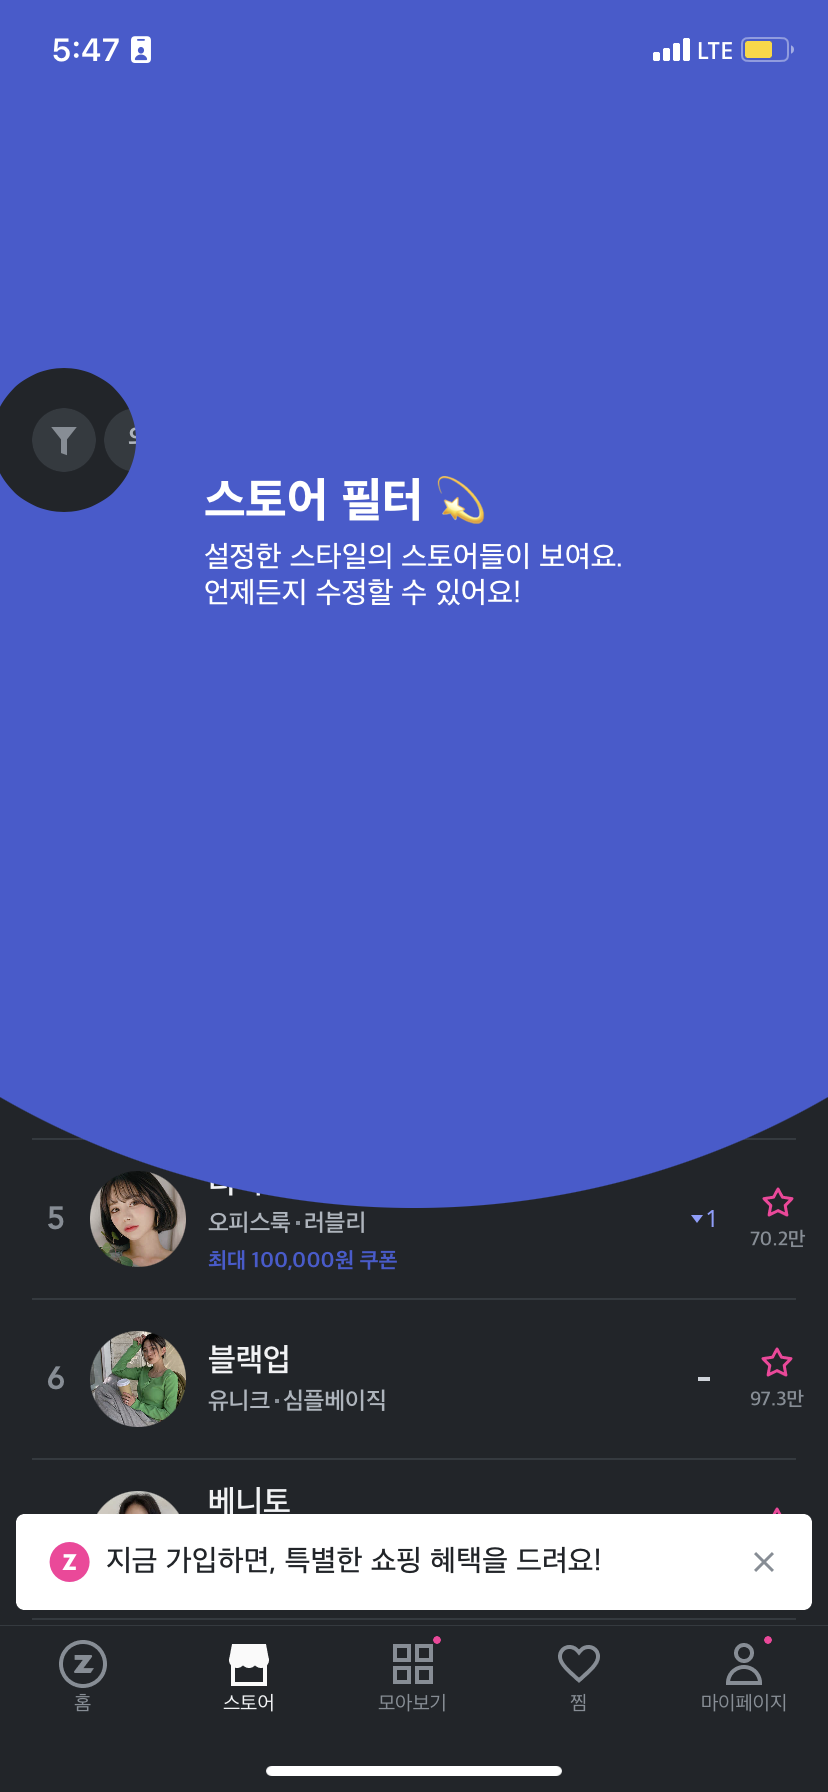 5:47
LTE
스토어 필터
설정한 스타일의 스토어들이 보여요.
언제든지 수정할 수 있어요!
5
오피스룩·러블리
최대 100,000원 쿠폰
1
70.2만
6
블랙업
유니크·심플베이직
-
97.3만
베니토
지금 가입하면, 특별한 쇼핑 혜택을 드려요!
홈
스토어
모아보기
찜
마이페이지